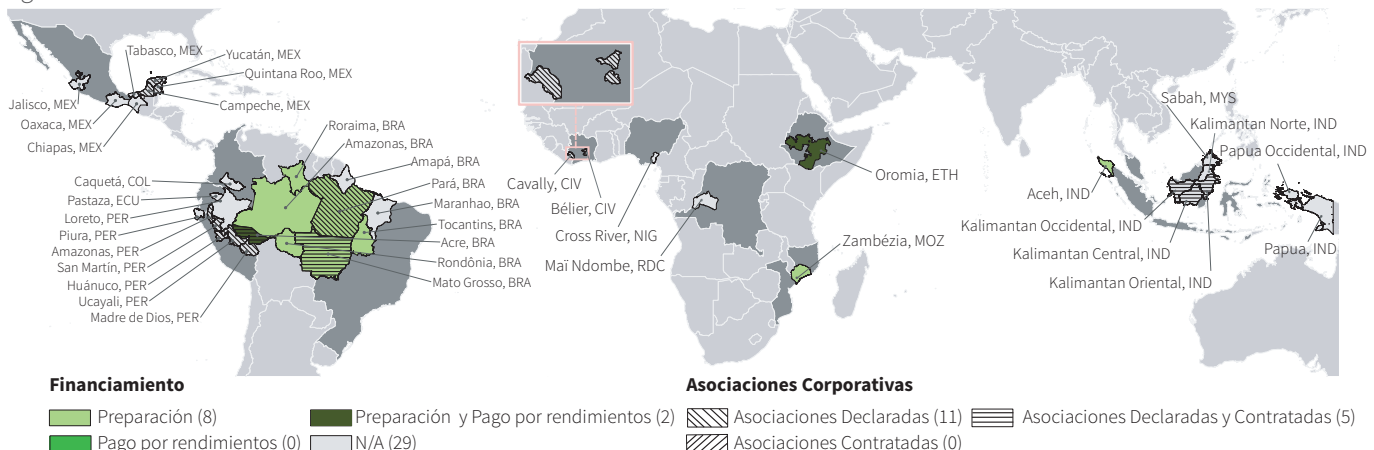 Tabasco, MEX
Yucatán, MEX
Quintana Roo, MEX
Jalisco, MEX
Campeche, MEX
Oaxaca, MEX
Chiapas, MEX
Roraima, BRA
Amazonas, BRA
Amapá, BRA
Caquetá, COL
Pará, BRA
Pastaza, ECU
Maranhao, BRA
Loreto, PER
Tocantins, BRA
Piura, PER
Acre, BRA
Amazonas, PER
Rondônia, BRA
San Martín, PER
Mato Grosso, BRA
Huánuco, PER
Ucayali, PER
Madre de Dios, PER
Cavally, CIV
Bélier, CIV
Cross River, NIG
Maï Ndombe, RDC
Oromia, ETH
Zambézia, MOZ
Sabah, MYS
Kalimantan Norte, IND
Papua Occidental, IND
Aceh, IND
Kalimantan Occidental, IND
Kalimantan Central, IND
Papua, IND
Kalimantan Oriental, IND
Financiamiento
Preparación (8)
Preparación y Pago por rendimientos (2)
Pago por rendimientos (0)
N/A (29)
Asociaciones Corporativas
Asociaciones Declaradas (11)
Asociaciones Declaradas y Contratadas (5)
Asociaciones Contratadas (0)